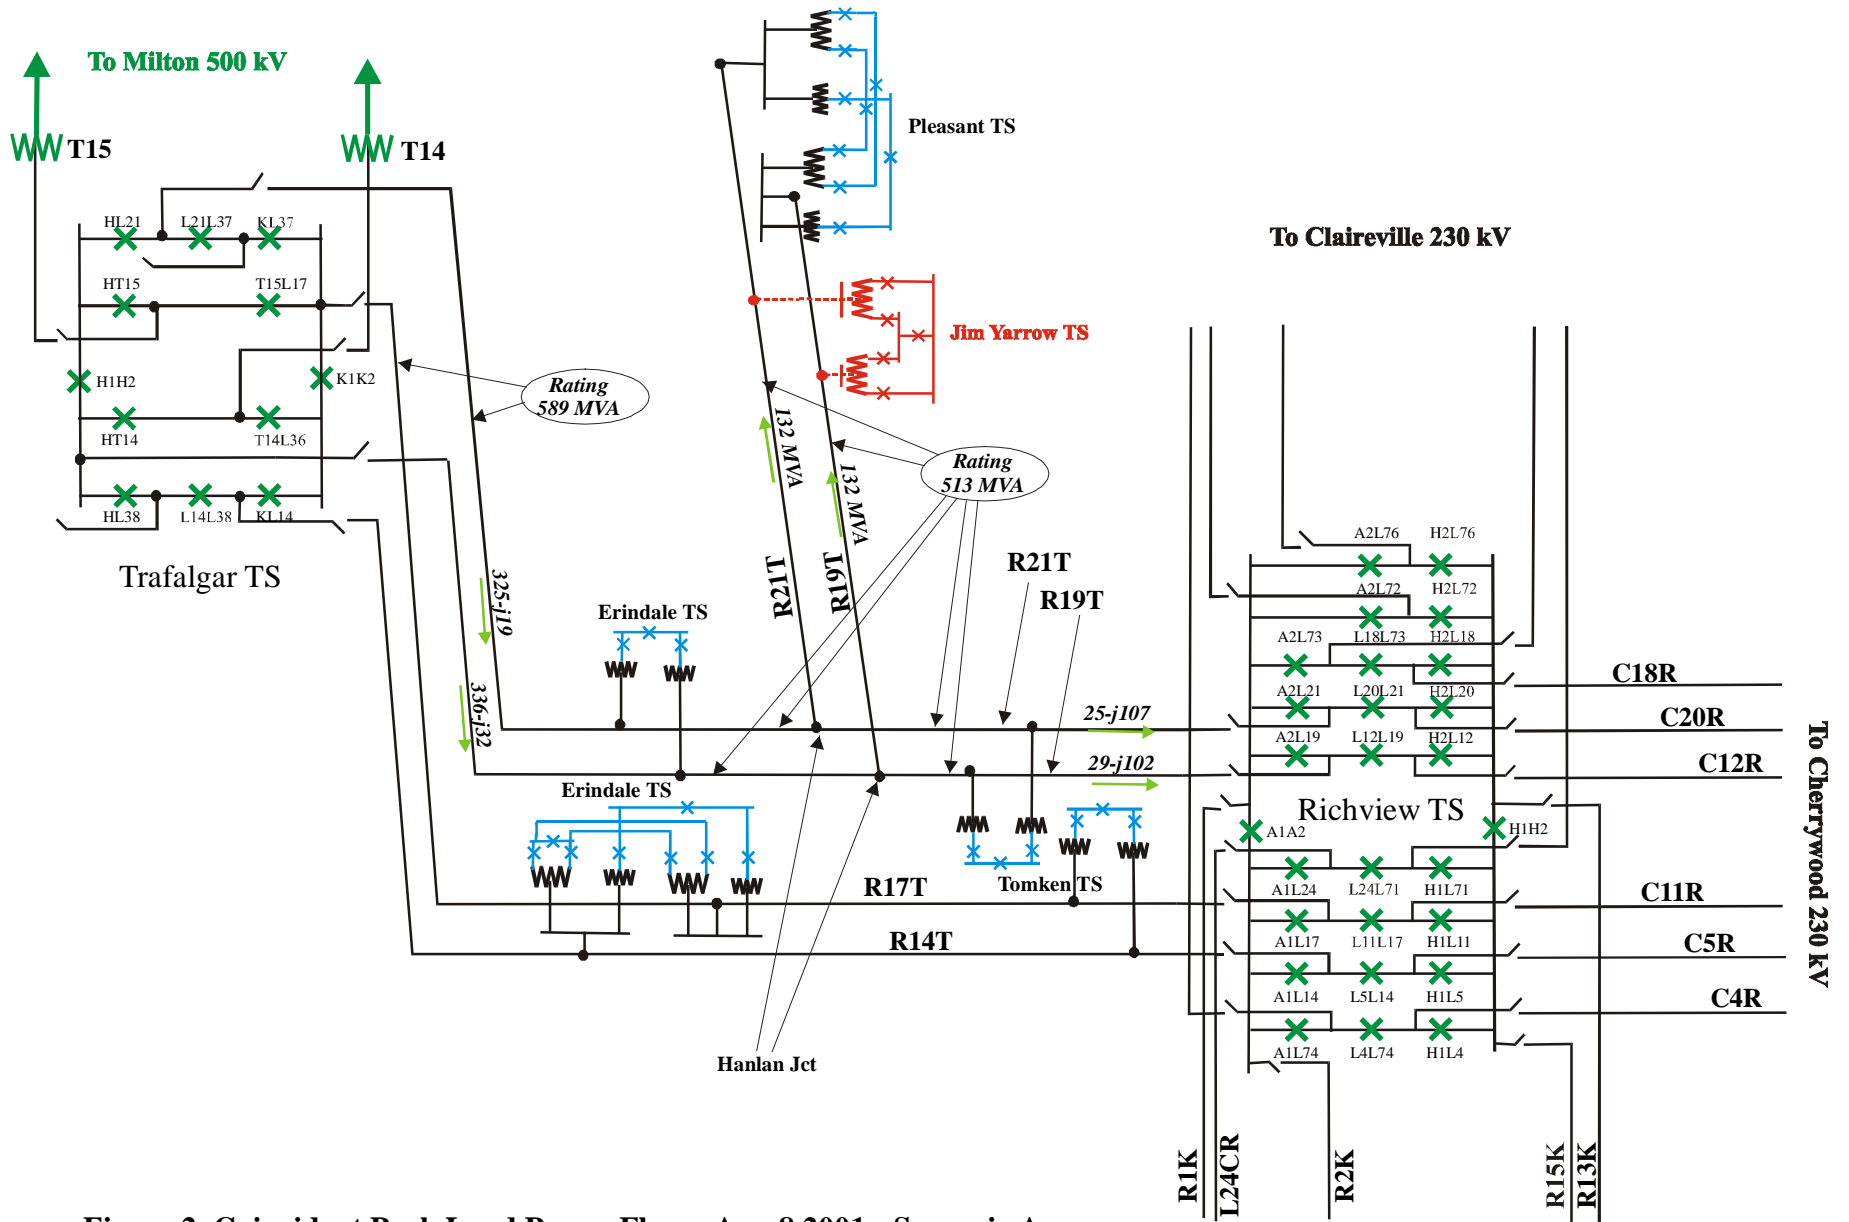 To Milton 500 kV
T15
T14
HL21
L21L37
KL37
HT15
T15L17
H1H2
K1K2
HT14
T14L36
HL38
L14L38
KL14
Trafalgar TS
Rating
589 MVA
325-j19
336-j32
Pleasant TS
Jim Yarrow TS
132 MVA
132 MVA
Rating
513 MVA
R21T
R19T
R21T
R19T
Erindale TS
25-j107
29-j102
Erindale TS
Tomken TS
R17T
R14T
Hanlan Jct
To Claireville 230 kV
A2L76
H2L76
A2L72
H2L72
A2L73
L18L73
H2L18
A2L21
L20L21
H2L20
A2L19
L12L19
H2L12
Richview TS
A1A2
H1H2
A1L24
L24L71
H1L71
A1L17
L11L17
H1L11
A1L14
L5L14
H1L5
A1L74
L4L74
H1L4
C18R
C20R
C12R
C11R
C5R
C4R
To Cherrywood 230 kV
R1K
L24CR
R2K
R15K
R13K